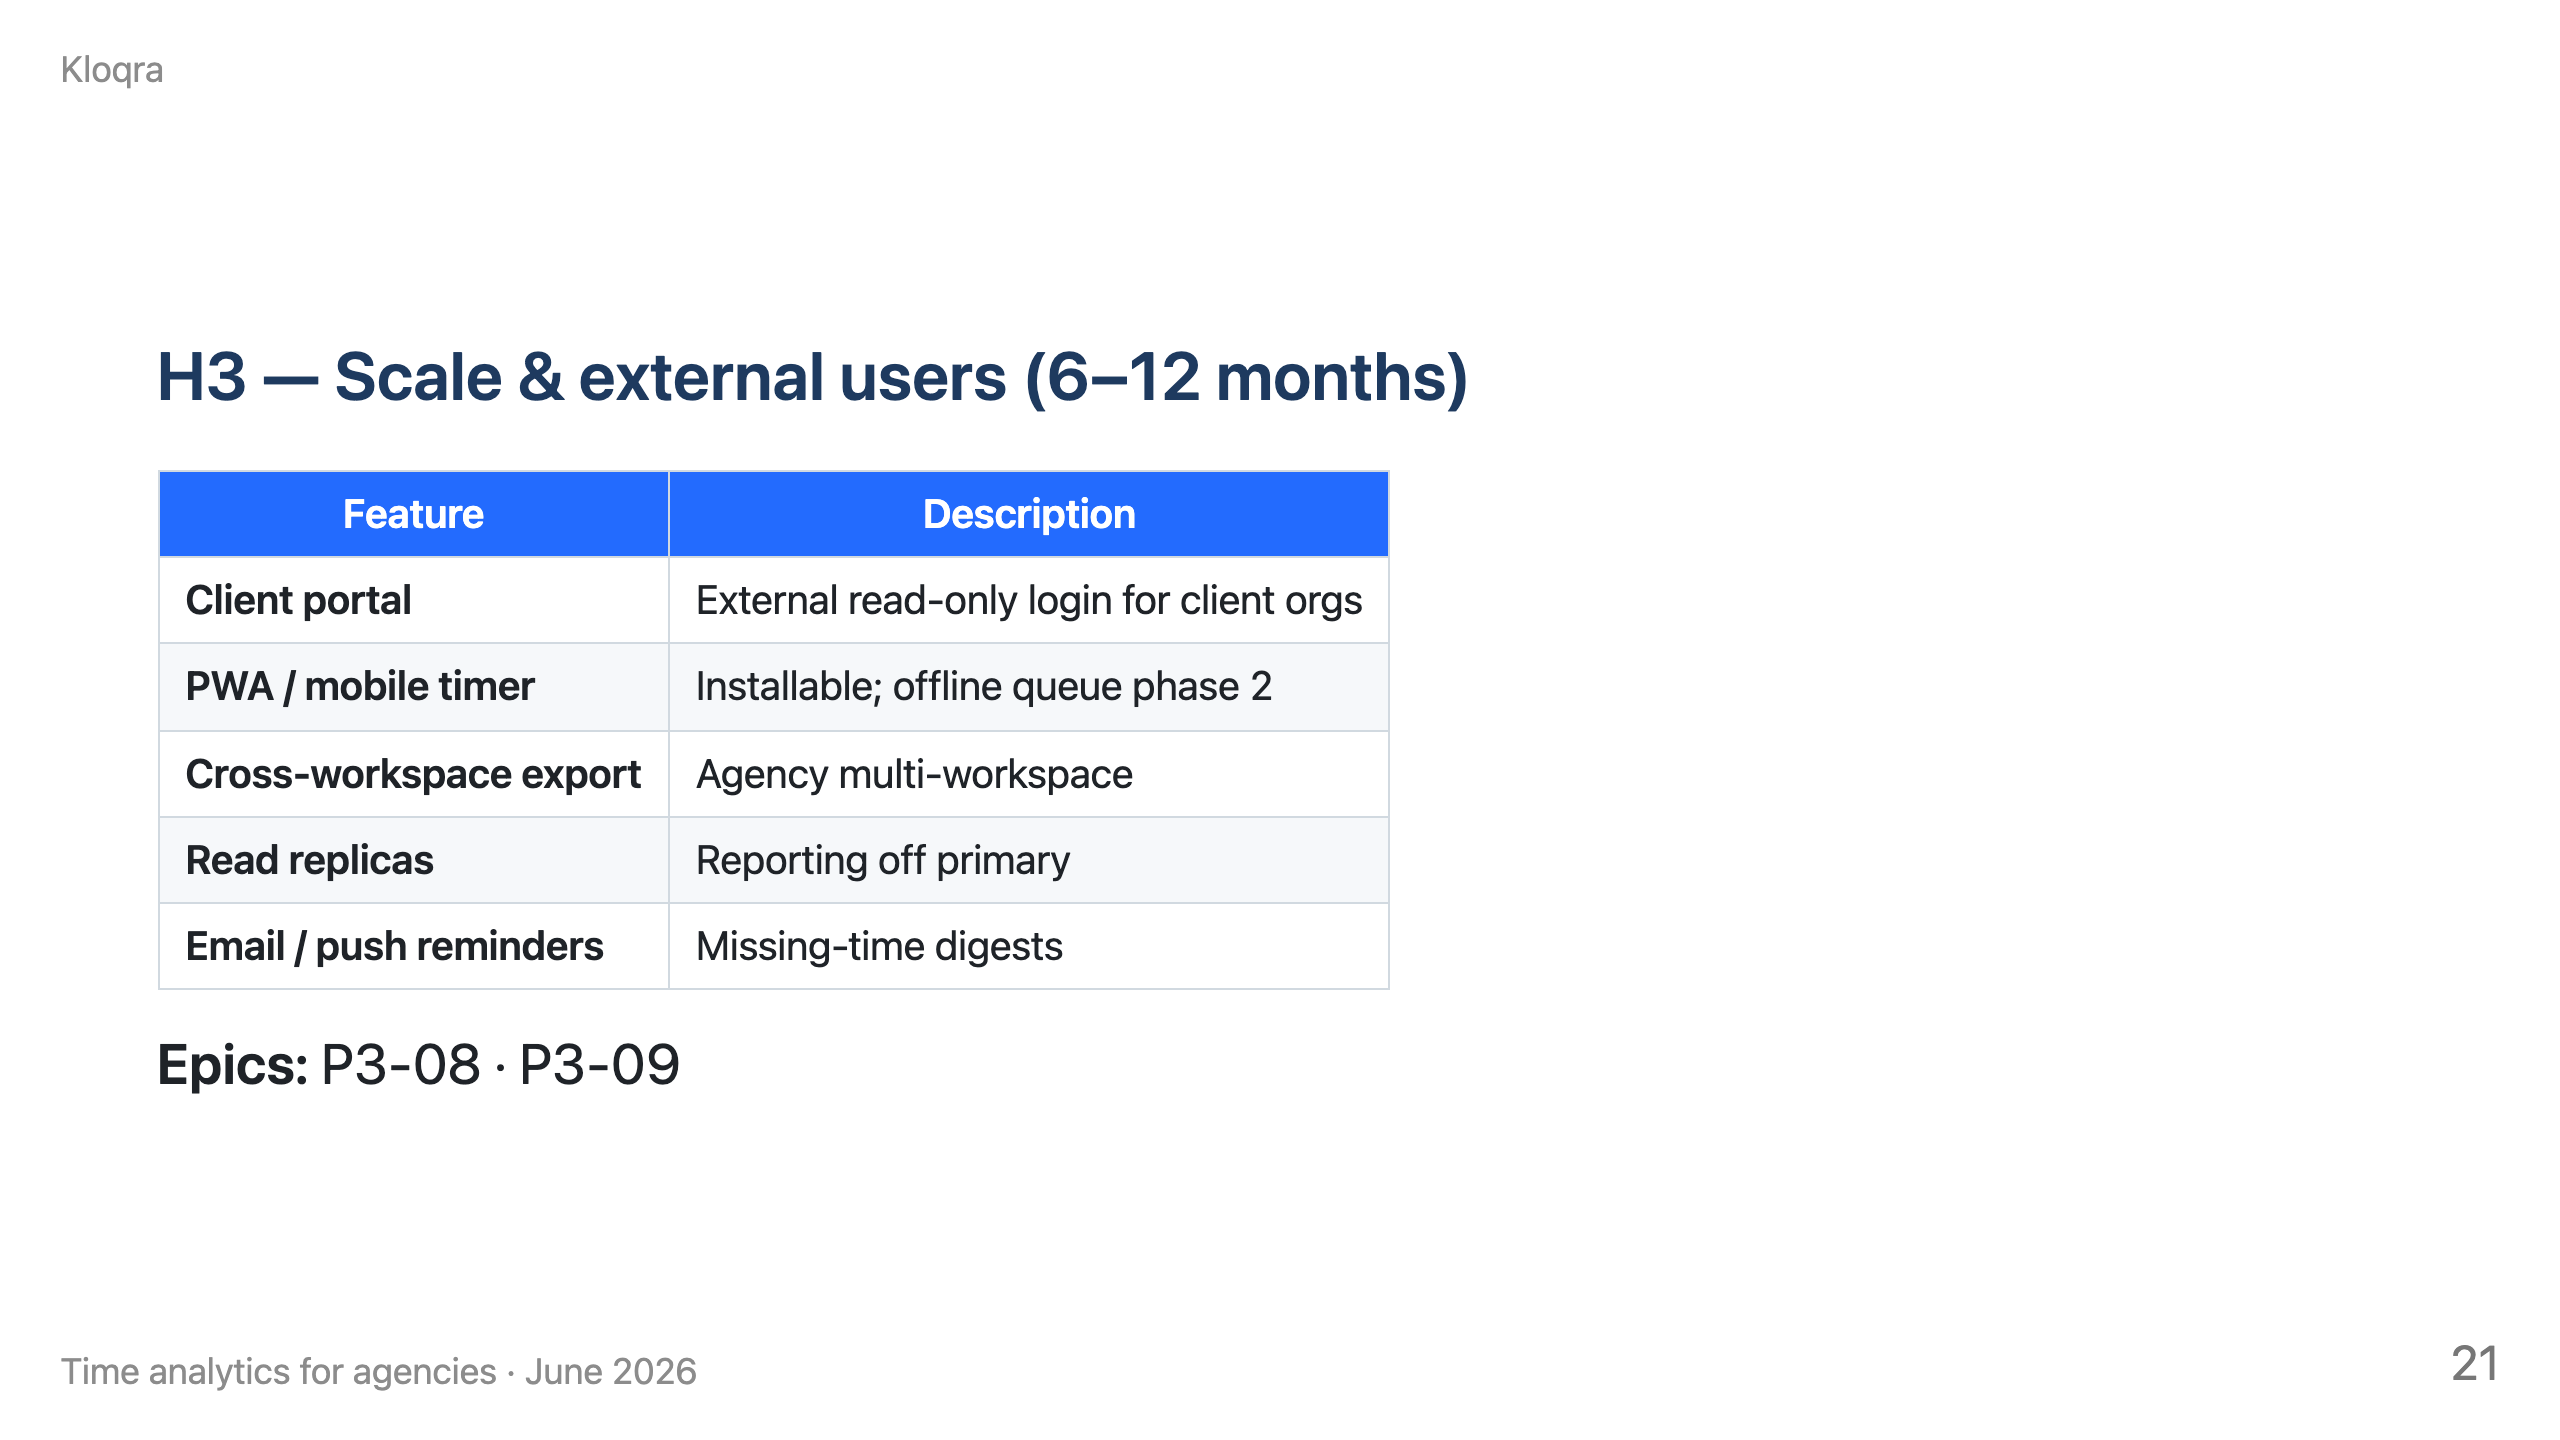 Kloqra
H3 — Scale & external users (6–12 months)
Feature Description
Client portal External read-only login for client orgs
PWA / mobile timer Installable; offline queue phase 2
Cross-workspace export Agency multi-workspace
Read replicas Reporting off primary
Email / push reminders Missing-time digests
Epics: P3-08 · P3-09
Time analytics for agencies · June 2026
21